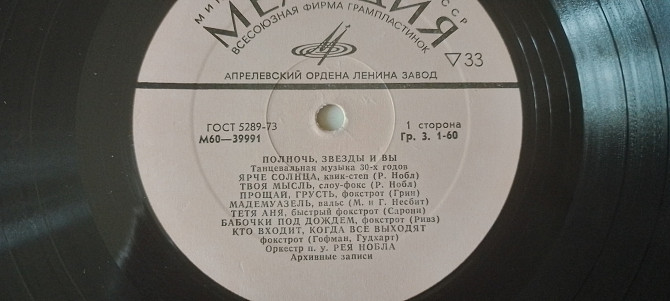 МЕЛОДИЯ
ВСЕСОЮЗНАЯ ФИРМА ГРАМПЛАСТИНОК
▽33
АПРЕЛЕВСКИЙ ОРДЕНА ЛЕНИНА ЗАВОД
ГОСТ 5289-73
М60—39991
1 сторона
Гр. 3. 1-60
ПОЛНОЧЬ, ЗВЕЗДЫ И ВЫ
Танцевальная музыка 30-х годов
ЯРЧЕ СОЛНЦА, квик-степ (Р. Нобл)
ТВОЯ МЫСЛЬ, слоу-фокс (Р. Нобл)
ПРОЩАЙ, ГРУСТЬ, фокстрот (Грин)
МАДЕМУАЗЕЛЬ, вальс (М. и Г. Несбит)
ТЕТЯ АНЯ, быстрый фокстрот (Сарони)
БАБОЧКИ ПОД ДОЖДЕМ, фокстрот (Ривз)
КТО ВХОДИТ, КОГДА ВСЕ ВЫХОДЯТ
фокстрот (Гофман, Гудхарт)
Оркестр п. у. РЕЯ НОБЛА
Архивные записи